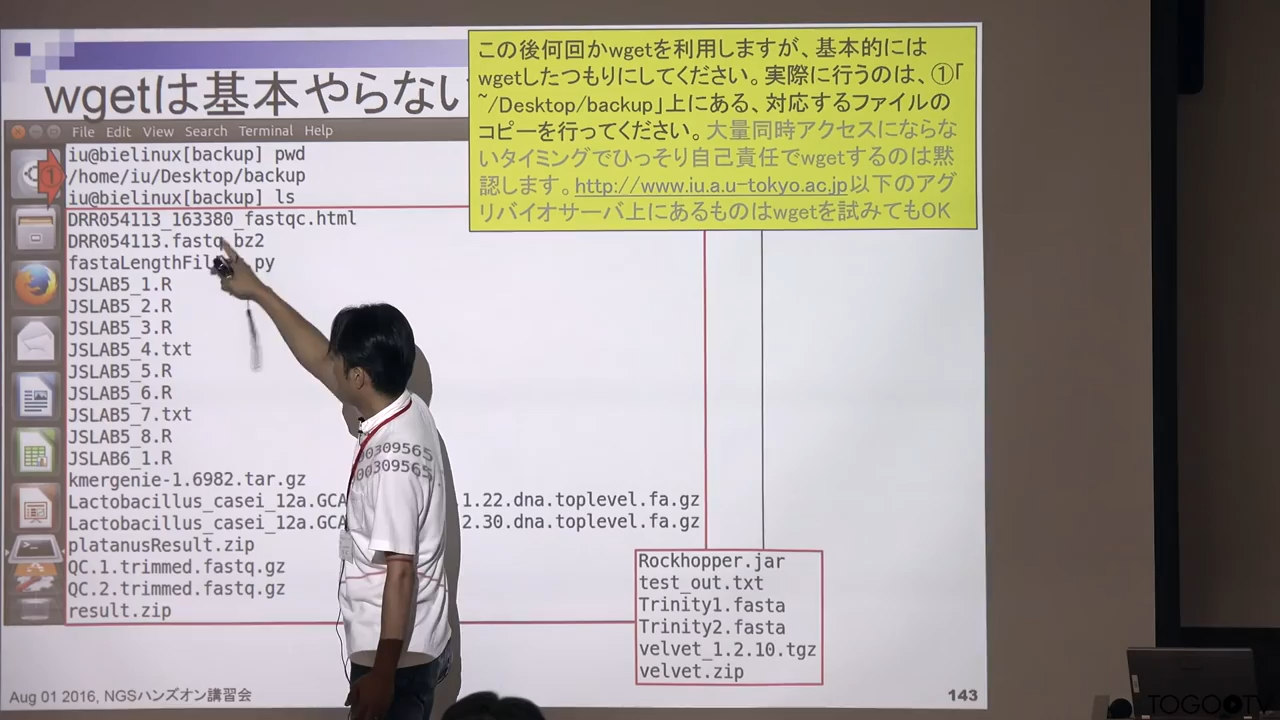 wgetは基本やらない
この後何回かwgetを利用しますが、基本的には
wgetしたつもりにしてください。実際に行うのは、①「
~/Desktop/backup」上にある、対応するファイルの
コピーを行ってください。大量同時アクセスにならな
いタイミングでひっそり自己責任でwgetするのは黙
認します。http://www.iu.a.u-tokyo.ac.jp以下のアグ
リバイオサーバ上にあるものはwgetを試みてもOK
File Edit View Search Terminal Help
iu@bielinux[backup] pwd
①
/home/iu/Desktop/backup
iu@bielinux[backup] ls
DRR054113_163380_fastqc.html
DRR054113.fastq.bz2
.py
JSLAB5_1.R
JSLAB5_2.R
JSLAB5_3.R
JSLAB5_4.txt
JSLAB5_5.R
JSLAB5_6.R
JSLAB5_7.txt
JSLAB5_8.R
JSLAB6_1.R
kmergenie-1.6982.tar.gz
Lactobacillus_casei_12a.GCA 1.22.dna.toplevel.fa.gz
Lactobacillus_casei_12a.GCA 2.30.dna.toplevel.fa.gz
platanusResult.zip
QC.1.trimmed.fastq.gz
QC.2.trimmed.fastq.gz
result.zip
Rockhopper.jar
test_out.txt
Trinity1.fasta
Trinity2.fasta
velvet_1.2.10.tgz
velvet.zip
00309565
00309565
Aug 01 2016, NGSハンズオン講習会
143
TOGOTV